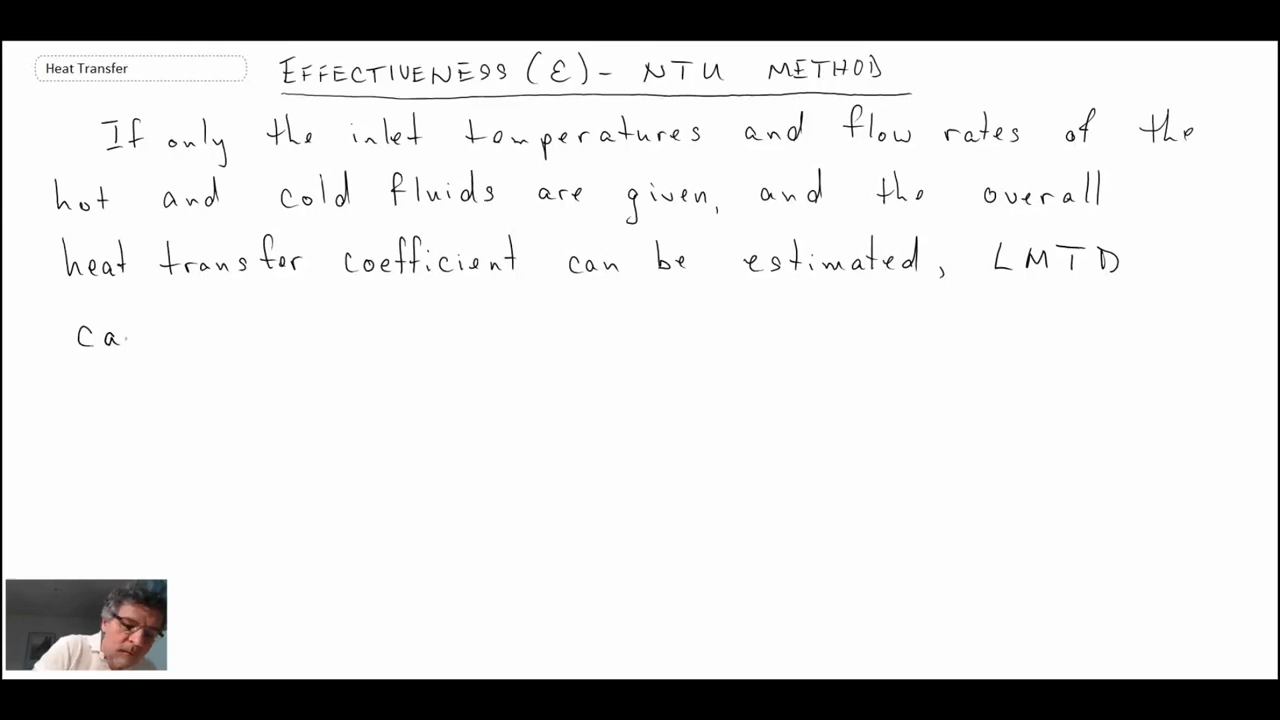 Heat Transfer
EFFECTIVENESS (ε) - NTU METHOD
If only the inlet temperatures and flow rates of the
hot and cold fluids are given, and the overall
heat transfer coefficient can be estimated, LMTD
ca